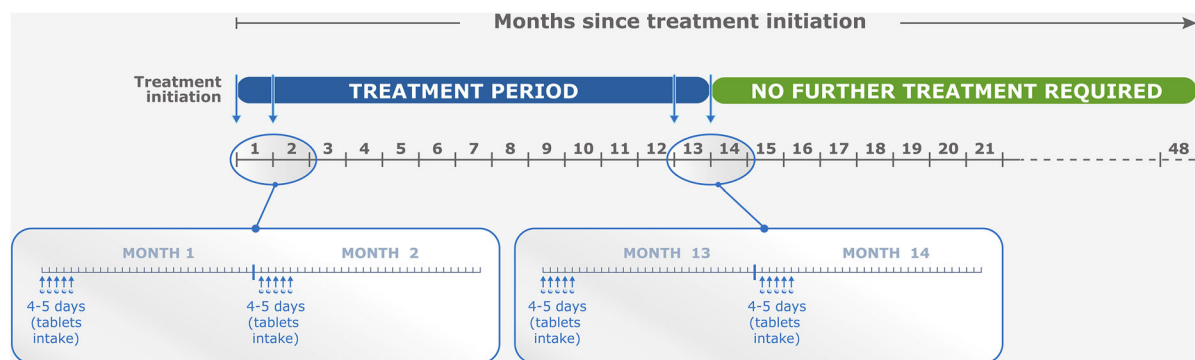 Months since treatment initiation
Treatment
initiation
TREATMENT PERIOD
NO FURTHER TREATMENT REQUIRED
1 2 3 4 5 6 7 8 9 10 11 12 13 14 15 16 17 18 19 20 21 48
MONTH 1
MONTH 2
4-5 days
(tablets
intake)
4-5 days
(tablets
intake)
MONTH 13
MONTH 14
4-5 days
(tablets
intake)
4-5 days
(tablets
intake)